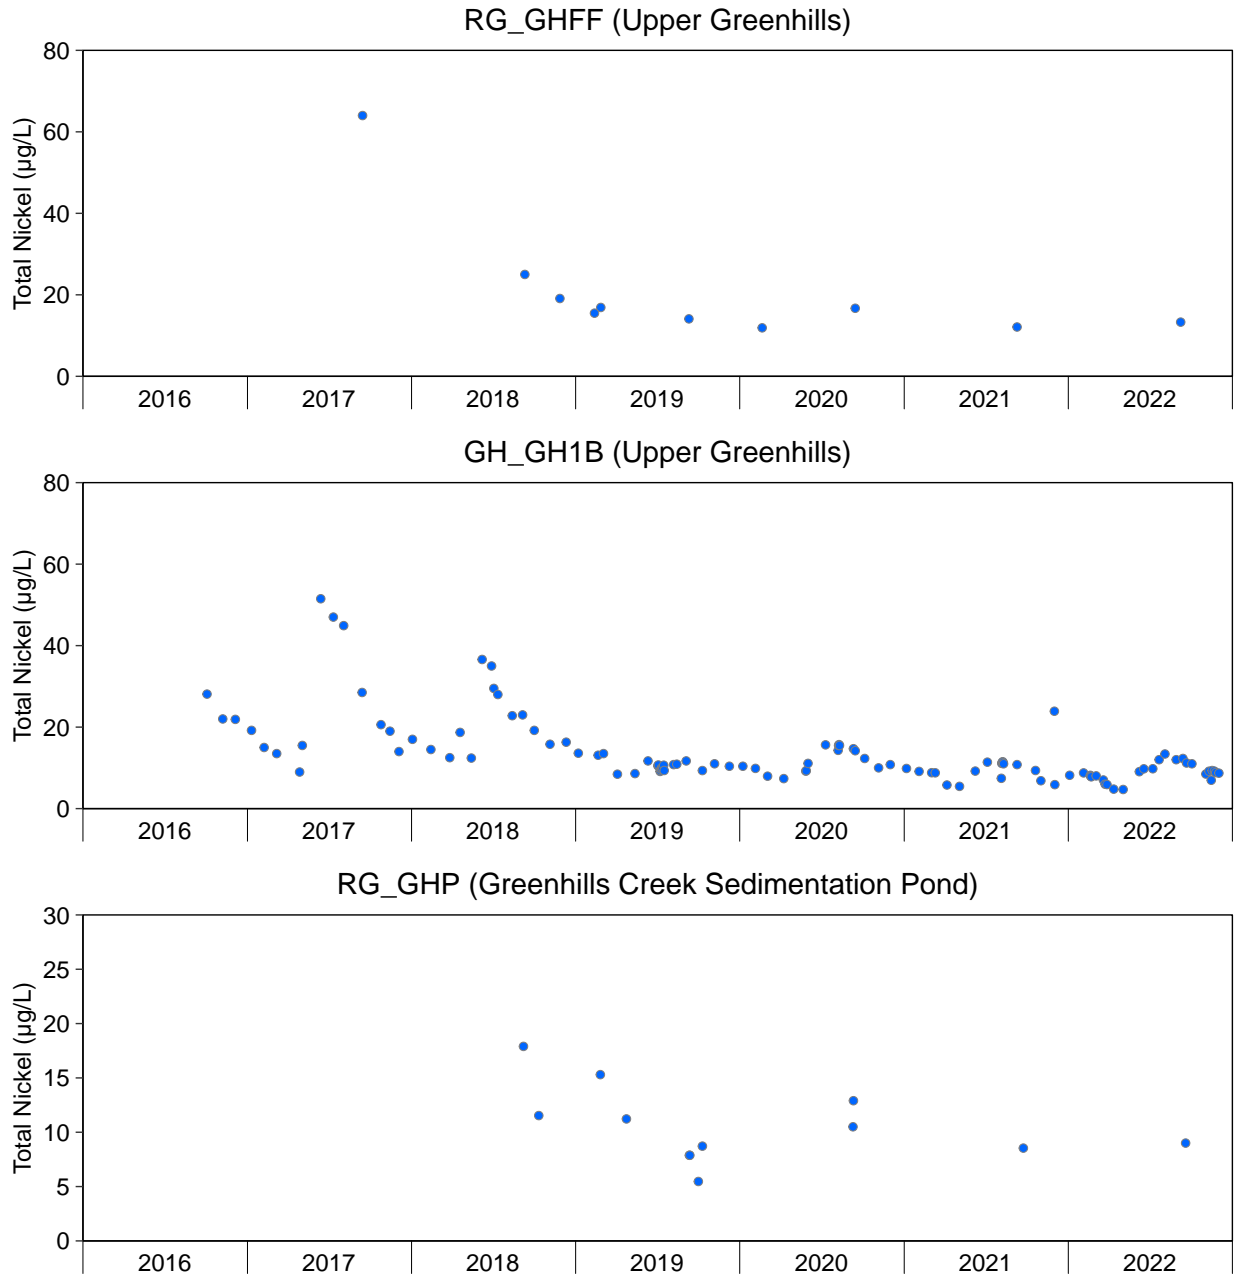 RG_GHFF (Upper Greenhills)
Total Nickel (µg/L)
80
60
40
20
0
2016 2017 2018 2019 2020 2021 2022
GH_GH1B (Upper Greenhills)
Total Nickel (µg/L)
80
60
40
20
0
2016 2017 2018 2019 2020 2021 2022
RG_GHP (Greenhills Creek Sedimentation Pond)
Total Nickel (µg/L)
30
25
20
15
10
5
0
2016 2017 2018 2019 2020 2021 2022